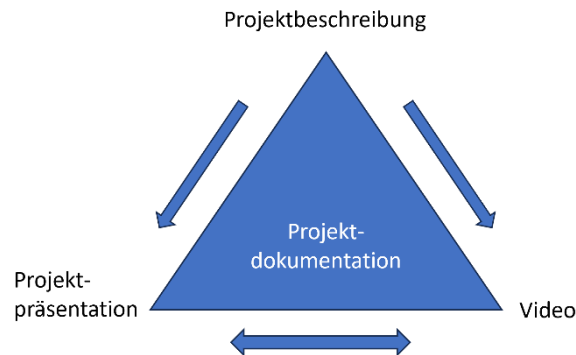 Projektbeschreibung
Projekt-
dokumentation
Projekt-
präsentation
Video